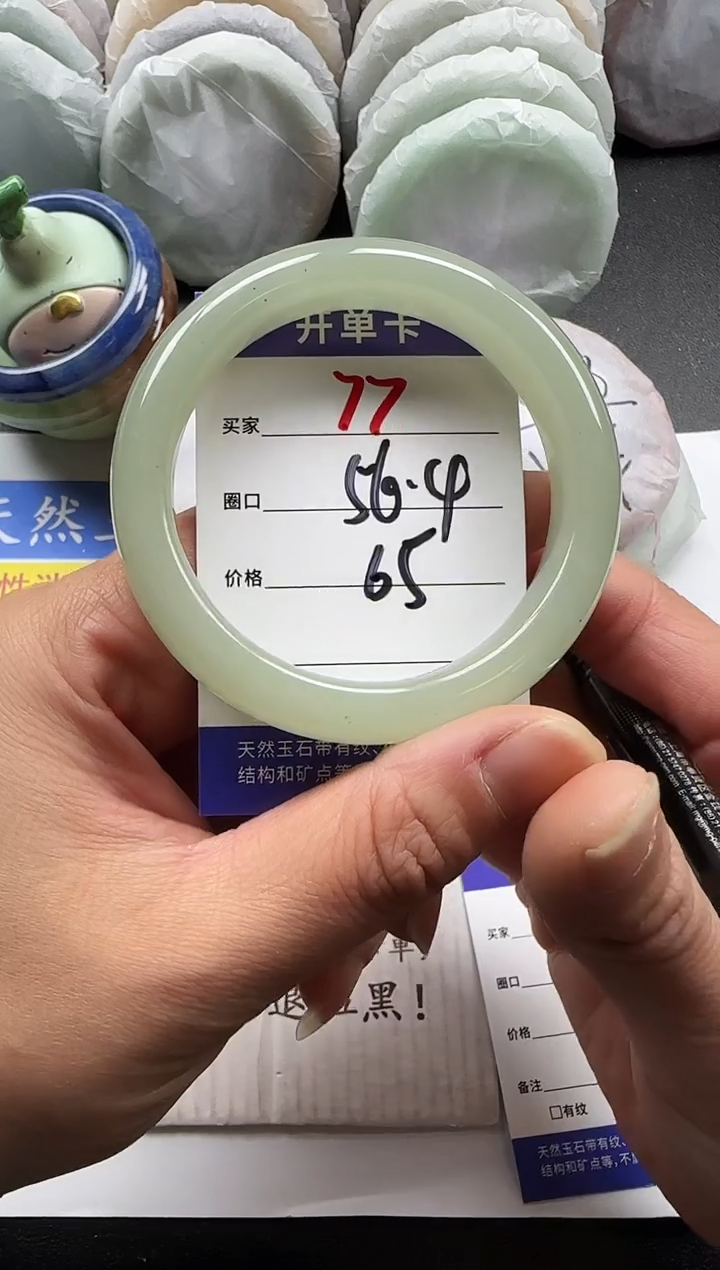 开单卡
买家 77
圈口 56.4
价格 65
天然
天然玉石带有纹、
结构和矿点等
黑！
买家
圈口
价格
备注
□有纹
天然玉石带有纹、
结构和矿点等，不